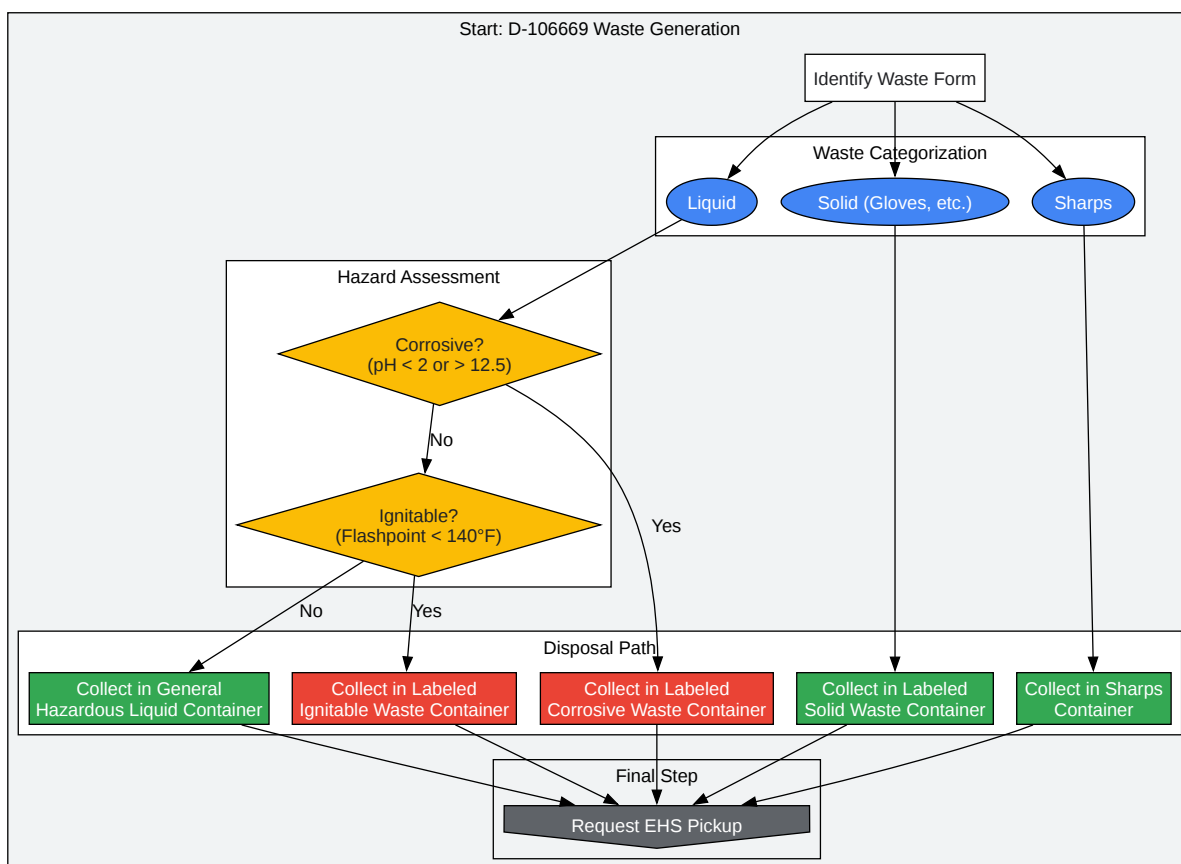 Start: D-106669 Waste Generation
Identify Waste Form
Waste Categorization
Liquid
Solid (Gloves, etc.)
Sharps
Hazard Assessment
Corrosive?
(pH < 2 or > 12.5)
No
Ignitable?
(Flashpoint < 140°F)
Yes
No
Yes
Disposal Path
Collect in General
Hazardous Liquid Container
Collect in Labeled
Ignitable Waste Container
Collect in Labeled
Corrosive Waste Container
Collect in Labeled
Solid Waste Container
Collect in Sharps
Container
Final Step
Request EHS Pickup